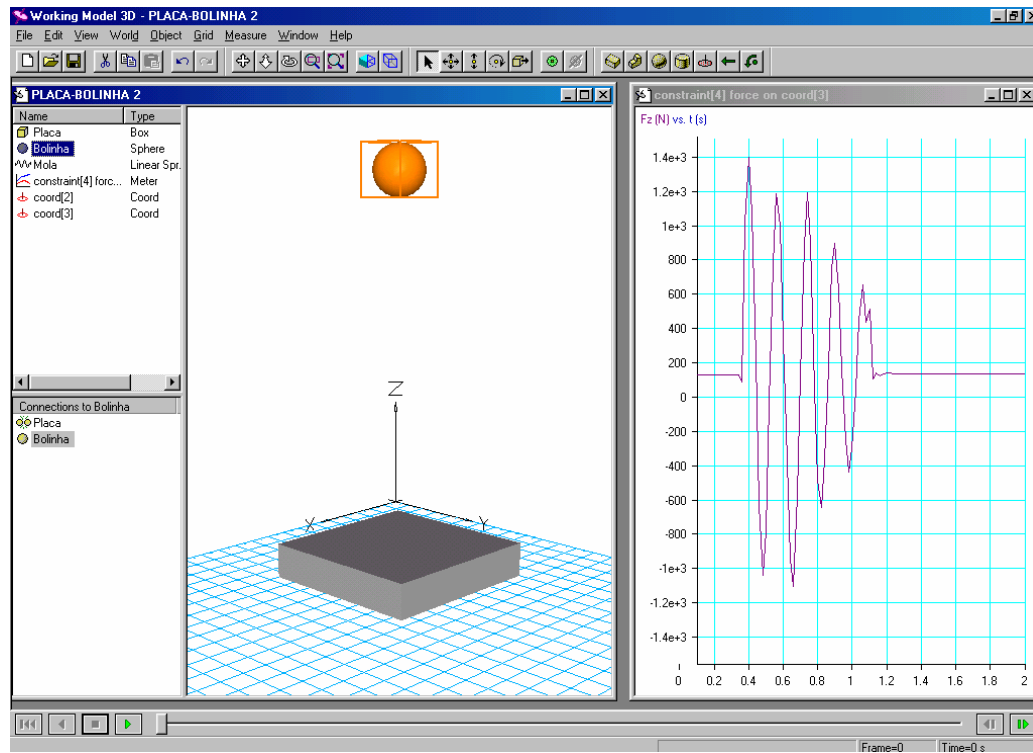 Working Model 3D - PLACA-BOLINHA 2
File Edit View World Object Grid Measure Window Help
PLACA-BOLINHA 2
Name Type
Placa Box
Bolinha Sphere
Mola Linear Spr.
constraint[4] forc... Meter
coord[2] Coord
coord[3] Coord
Connections to Bolinha
Placa
Bolinha
Z
X
Y
constraint[4] force on coord[3]
Fz (N) vs. t (s)
1.4e+3
1.2e+3
1e+3
800
600
400
200
0
-200
-400
-600
-800
-1e+3
-1.2e+3
-1.4e+3
0 0.2 0.4 0.6 0.8 1 1.2 1.4 1.6 1.8 2
Frame=0 Time=0 s